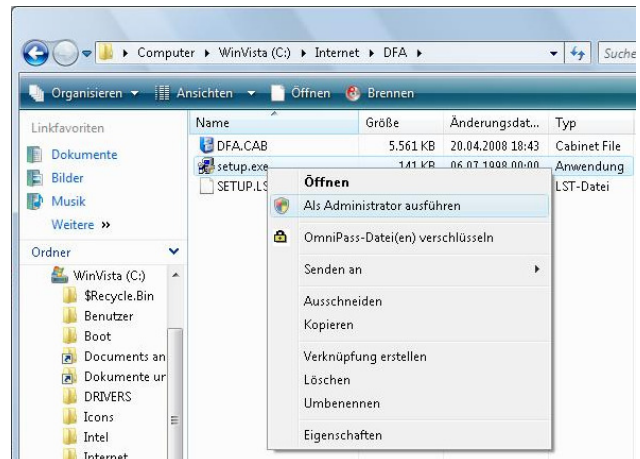 Computer ▸ WinVista (C:) ▸ Internet ▸ DFA ▸
Suche
Organisieren Ansichten Öffnen Brennen
Linkfavoriten
Dokumente
Bilder
Musik
Weitere »
Ordner
WinVista (C:)
$Recycle.Bin
Benutzer
Boot
Documents an
Dokumente ur
DRIVERS
Icons
Intel
Internet
Name Größe Änderungsdat... Typ
DFA.CAB 5.561 KB 20.04.2008 18:43 Cabinet File
setup.exe 141 KB 06.07.1998 00:00 Anwendung
SETUP.LS LST-Datei
Öffnen
Als Administrator ausführen
OmniPass-Datei(en) verschlüsseln
Senden an
Ausschneiden
Kopieren
Verknüpfung erstellen
Löschen
Umbenennen
Eigenschaften